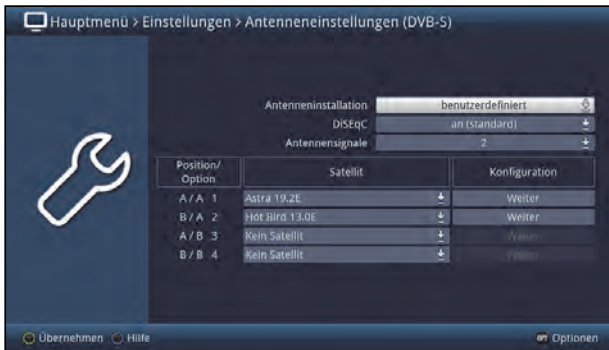 Hauptmenü > Einstellungen > Antenneneinstellungen (DVB-S)
Antenneninstallation benutzerdefiniert
DiSEqC an (standard)
Antennensignale 2
Position/ Option Satellit Konfiguration
A / A 1 Astra 19.2E Weiter
B / A 2 Hot Bird 13.0E Weiter
A / B 3 Kein Satellit Weiter
B / B 4 Kein Satellit Weiter
Übernehmen Hilfe OPT Optionen